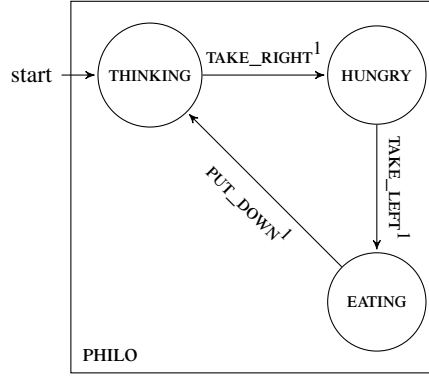 start
THINKING
TAKE_RIGHT¹
HUNGRY
TAKE_LEFT¹
PUT_DOWN¹
EATING
PHILO